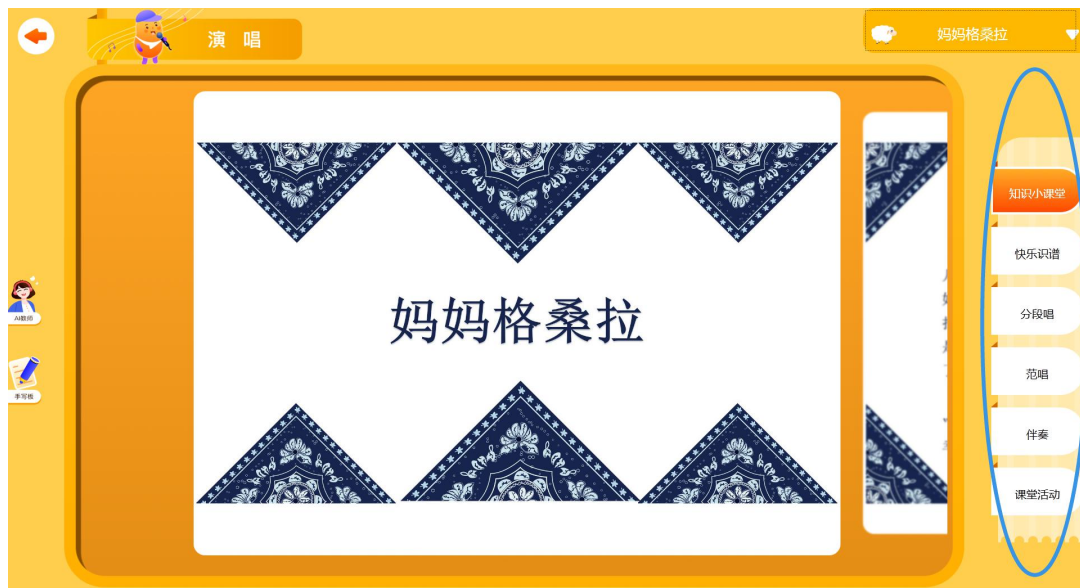 演 唱
妈妈格桑拉
妈妈格桑拉
知识小课堂
快乐识谱
分段唱
范唱
伴奏
课堂活动
AI教师
手写板